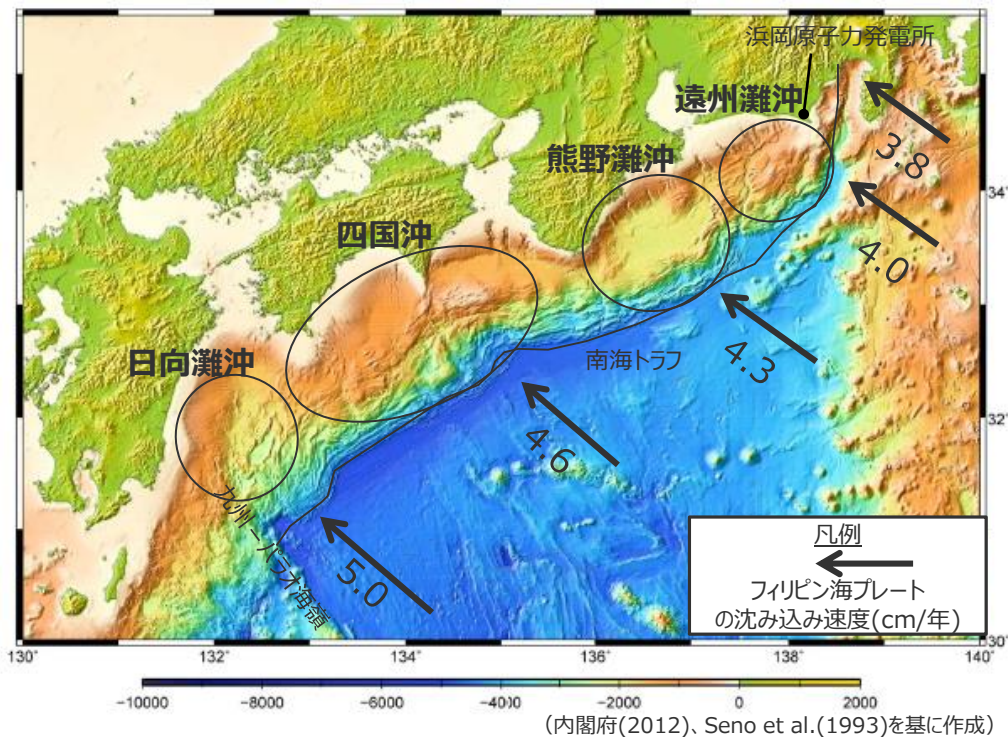 浜岡原子力発電所
遠州灘沖
熊野灘沖
四国沖
日向灘沖
3.8
4.0
4.3
4.6
5.0
南海トラフ
九州-パラオ海嶺
凡例
フィリピン海プレート
の沈み込み速度(cm/年)
34°
32°
30°
130°
132°
134°
136°
138°
140°
-10000
-8000
-6000
-4000
-2000
0
2000
(内閣府(2012)、Seno et al.(1993)を基に作成)